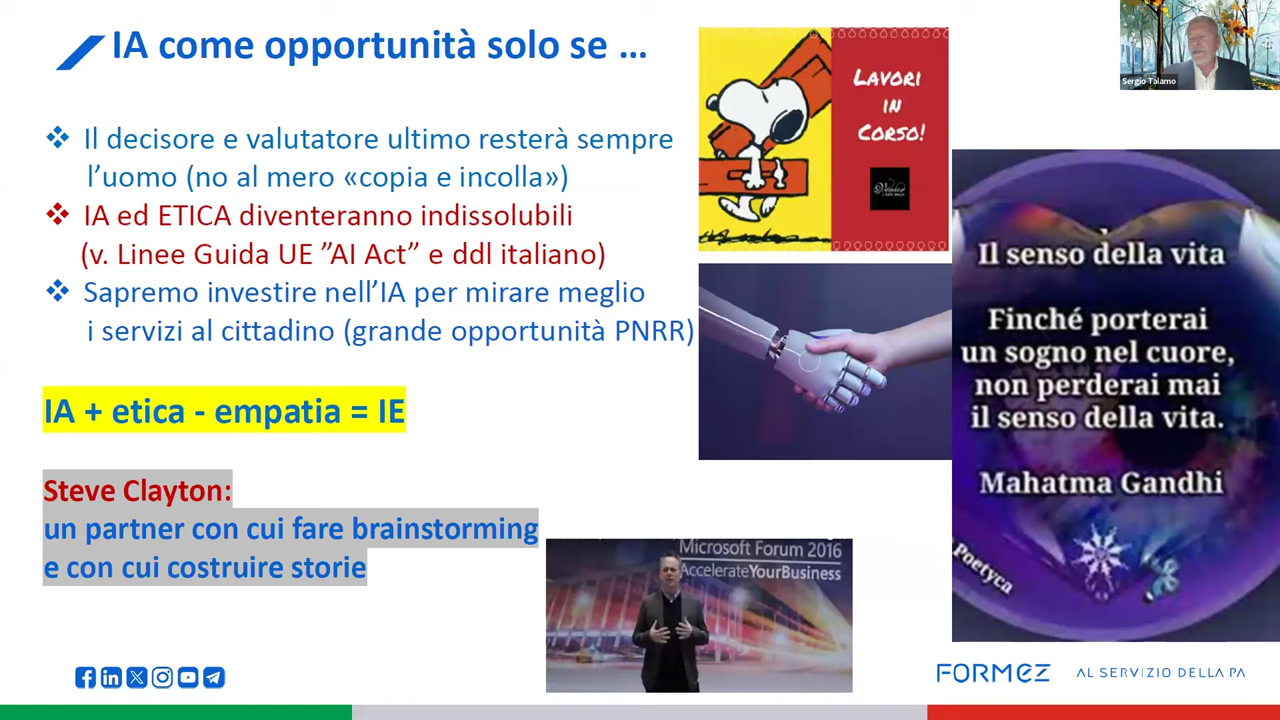 IA come opportunità solo se ...
❖ Il decisore e valutatore ultimo resterà sempre
l’uomo (no al mero «copia e incolla»)
❖ IA ed ETICA diventeranno indissolubili
(v. Linee Guida UE ”AI Act” e ddl italiano)
❖ Sapremo investire nell’IA per mirare meglio
i servizi al cittadino (grande opportunità PNRR)
IA + etica - empatia = IE
Steve Clayton:
un partner con cui fare brainstorming
e con cui costruire storie
LAVORI
IN
CORSO!
Sergio Talamo
Il senso della vita
Finché porterai
un sogno nel cuore,
non perderai mai
il senso della vita.
Mahatma Gandhi
Poetyca
Microsoft Forum 2016
AccelerateYourBusiness
FORMEZ
AL SERVIZIO DELLA PA